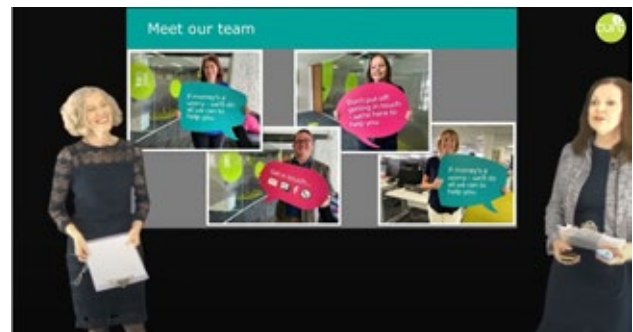 Meet our team
If money's a
worry - we'll do
all we can to
help you
Don't put off
getting in touch
- we're here to
help you
Get in touch...
If money's a
worry - we'll do
all we can to
help you